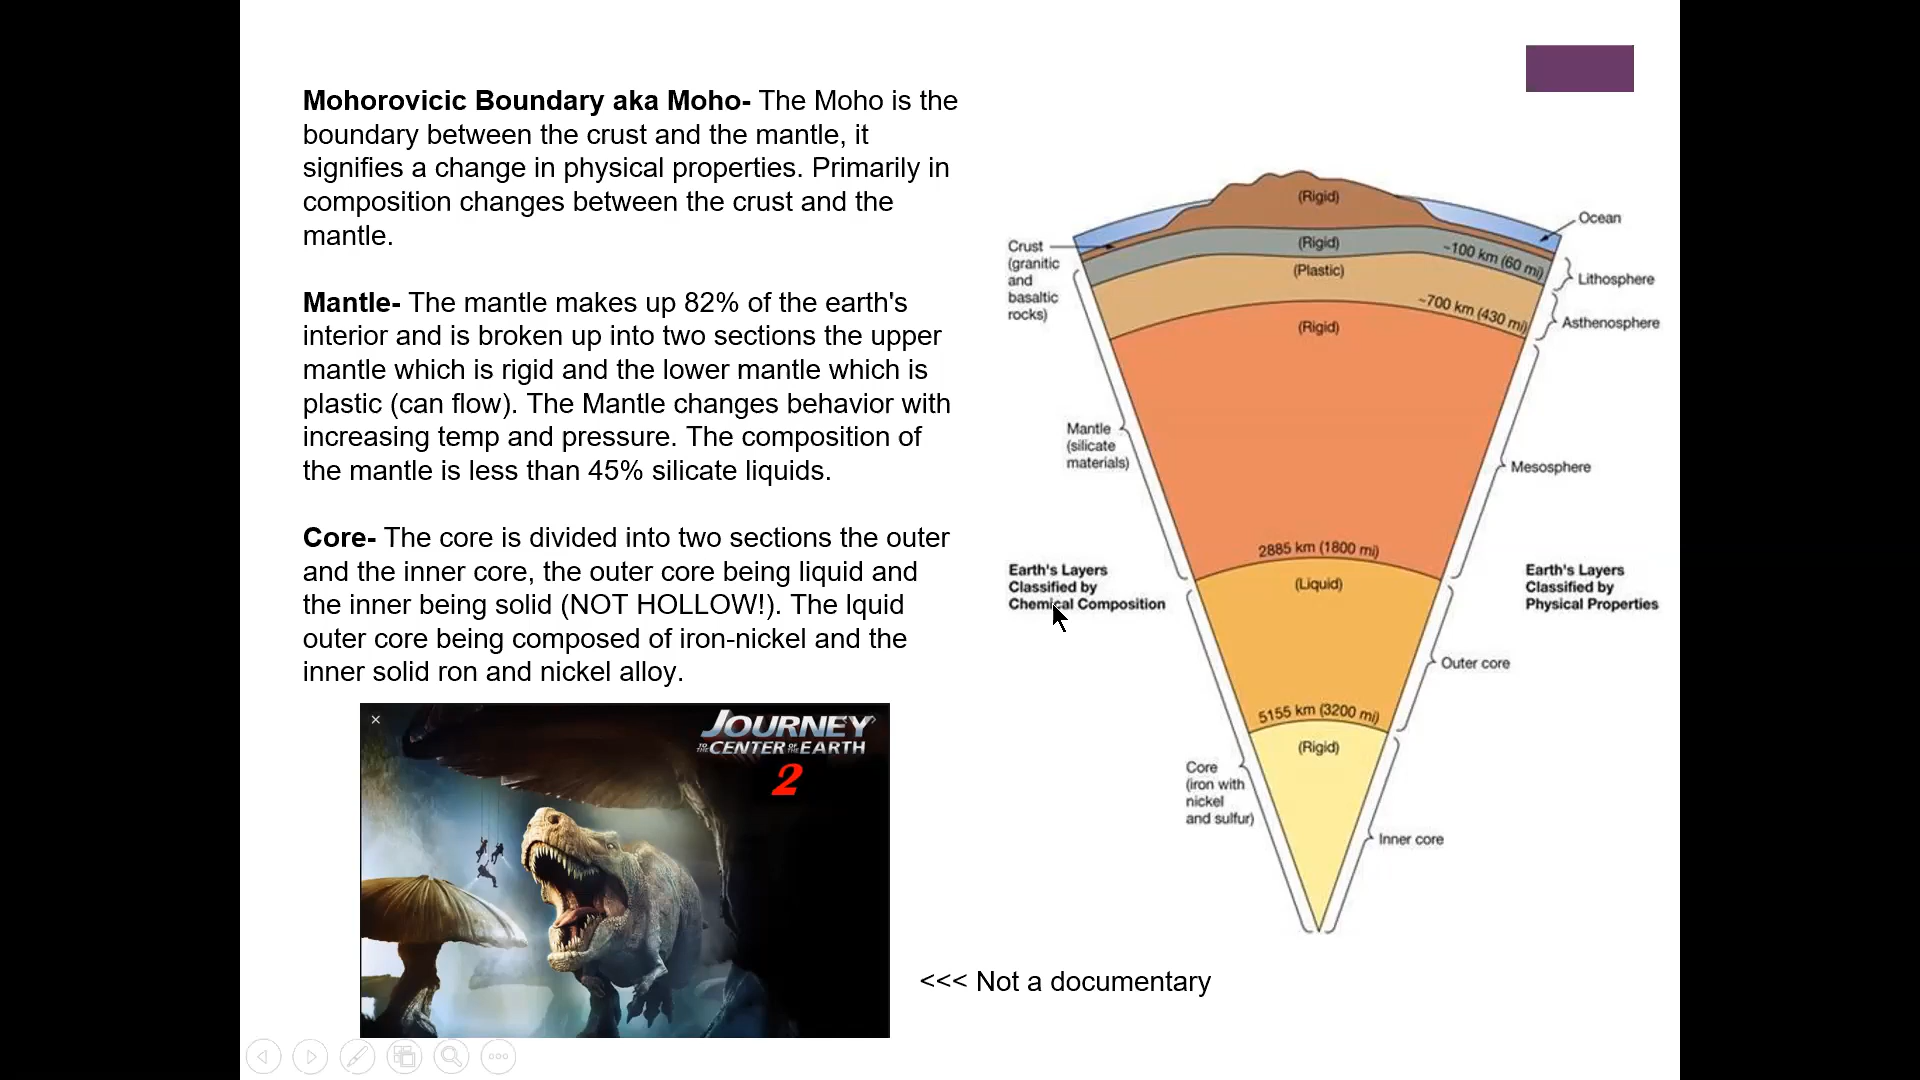 Mohorovicic Boundary aka Moho- The Moho is the
boundary between the crust and the mantle, it
signifies a change in physical properties. Primarily in
composition changes between the crust and the
mantle.
Mantle- The mantle makes up 82% of the earth's
interior and is broken up into two sections the upper
mantle which is rigid and the lower mantle which is
plastic (can flow). The Mantle changes behavior with
increasing temp and pressure. The composition of
the mantle is less than 45% silicate liquids.
Core- The core is divided into two sections the outer
and the inner core, the outer core being liquid and
the inner being solid (NOT HOLLOW!). The lquid
outer core being composed of iron-nickel and the
inner solid iron and nickel alloy.
JOURNEY
TO THE CENTER OF THE EARTH
2
<<< Not a documentary
(Rigid)
Ocean
Crust
(granitic
and
basaltic
rocks)
(Rigid)
~100 km (60 mi)
Lithosphere
(Plastic)
~700 km (430 mi)
Asthenosphere
(Rigid)
Mantle
(silicate
materials)
Mesosphere
2885 km (1800 mi)
Earth's Layers
Classified by
Chemical Composition
(Liquid)
Earth's Layers
Classified by
Physical Properties
Outer core
5155 km (3200 mi)
(Rigid)
Core
(iron with
nickel
and sulfur)
Inner core